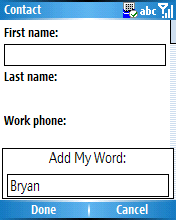 Contact abc
First name:
Last name:
Work phone:
Add My Word:
Bryan
Done Cancel